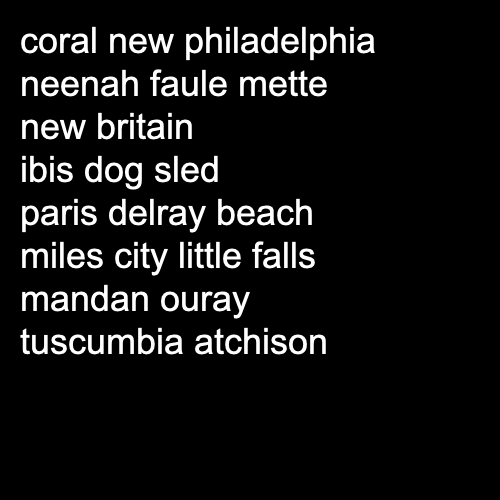 coral new philadelphia
neenah faule mette
new britain
ibis dog sled
paris delray beach
miles city little falls
mandan ouray
tuscumbia atchison